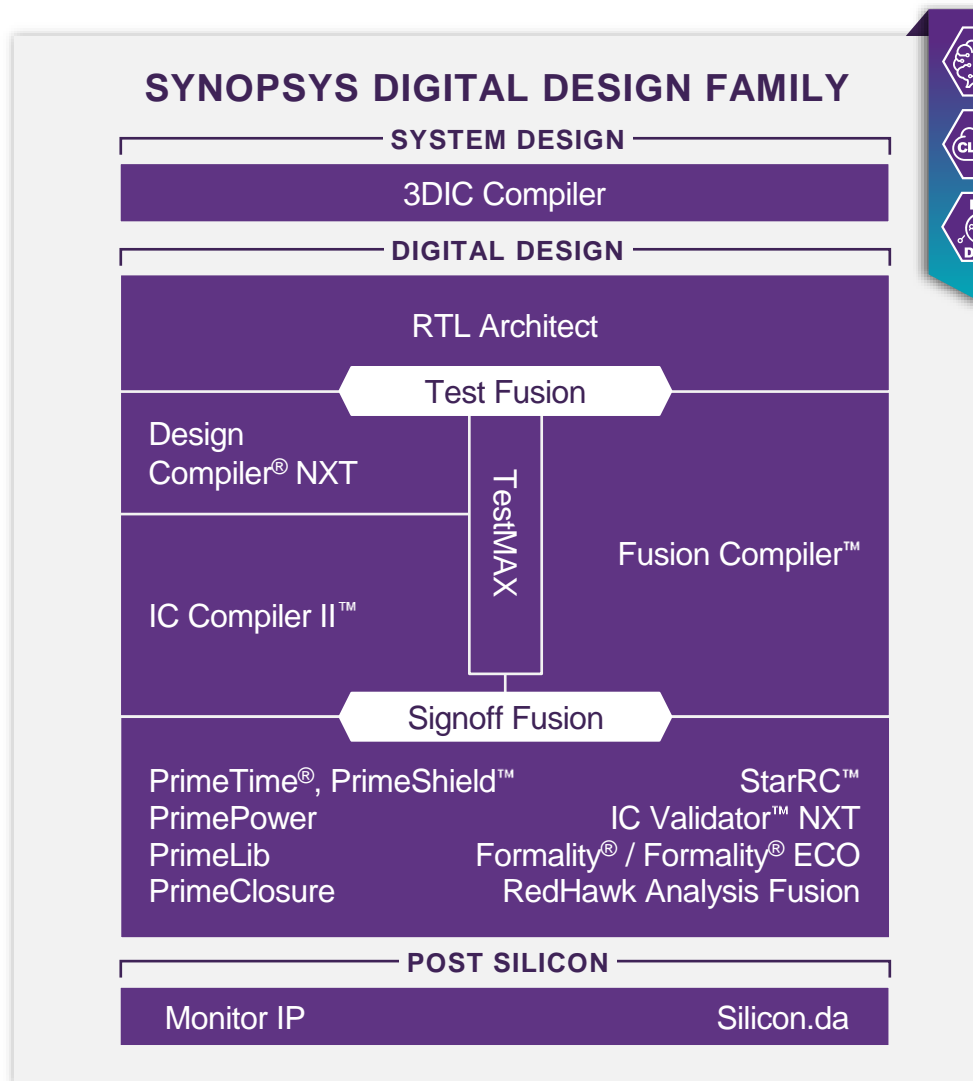 SYNOPSYS DIGITAL DESIGN FAMILY
SYSTEM DESIGN
3DIC Compiler
DIGITAL DESIGN
RTL Architect
Test Fusion
Design
Compiler® NXT
TestMAX
Fusion Compiler™
IC Compiler II™
Signoff Fusion
PrimeTime®, PrimeShield™
PrimePower
PrimeLib
PrimeClosure
StarRC™
IC Validator™ NXT
Formality® / Formality® ECO
RedHawk Analysis Fusion
POST SILICON
Monitor IP
Silicon.da